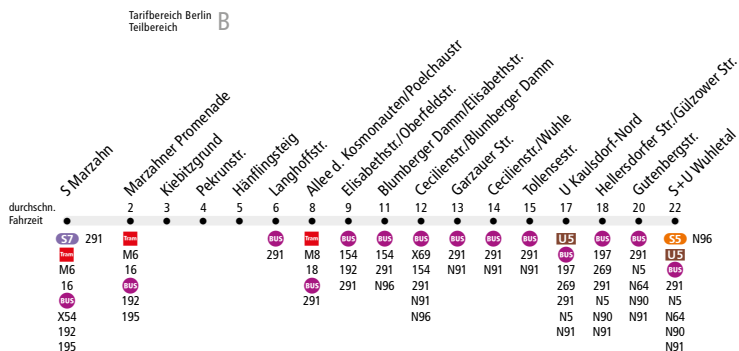 Tarifbereich Berlin
Teilbereich B
S Marzahn
Marzahner Promenade
Kiebitzgrund
Pekrunstr.
Hänflingsteig
Langhoffstr.
Allee d. Kosmonauten/Poelchaustr
Elisabethstr./Oberfeldstr.
Blumberger Damm/Elisabethstr.
Cecilienstr./Blumberger Damm
Garzauer Str.
Cecilienstr./Wuhle
Tollensestr.
U Kaulsdorf-Nord
Hellersdorfer Str./Gülzower Str.
Gutenbergstr.
S+U Wuhletal
durchschn. 2 3 4 5 6 8 9 11 12 13 14 15 17 18 20 22
Fahrzeit
S7 291 Tram BUS Tram BUS BUS BUS BUS BUS BUS U5 BUS BUS S5 N96
Tram M6 291 M8 154 154 X69 291 291 291 BUS 197 291 U5
M6 16 18 192 291 154 N91 N91 N91 197 269 N5 BUS
16 BUS BUS 291 N96 291 269 291 N64 291
BUS 192 291 N91 291 N5 N90 N5
X54 195 N96 N5 N90 N91 N64
192 N91 N91 N90
195 N91